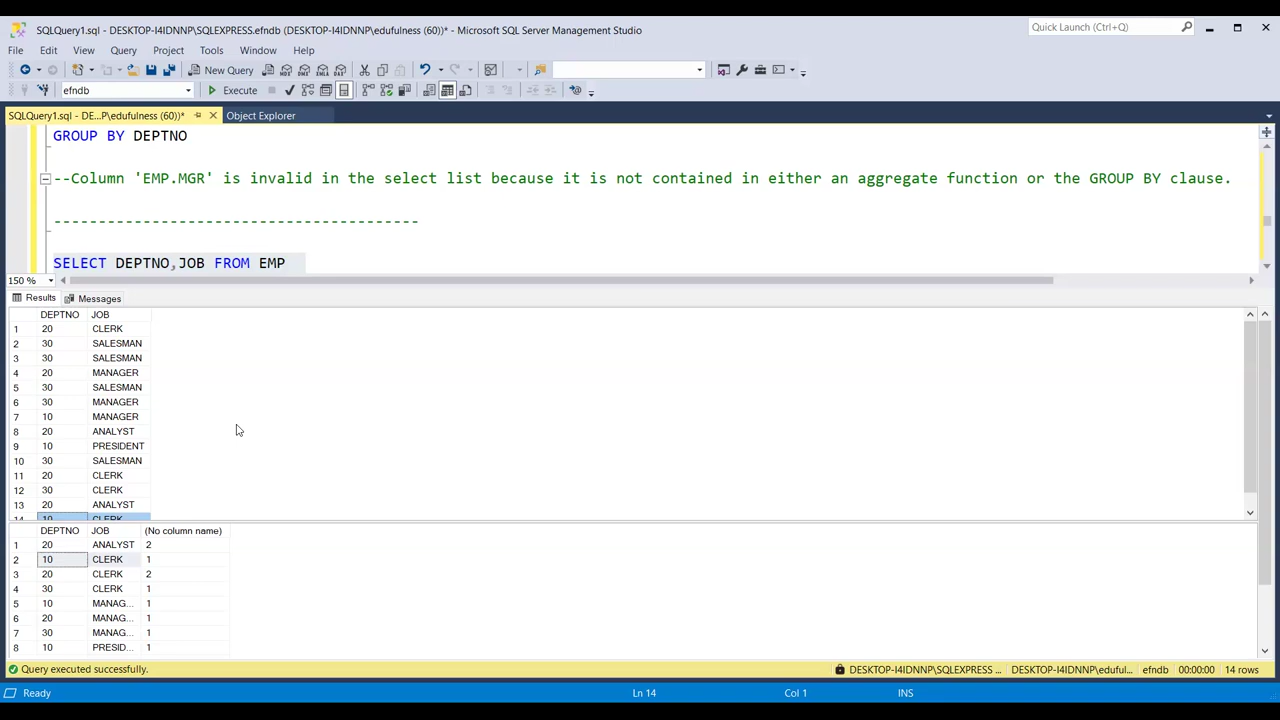 SQLQuery1.sql - DESKTOP-I4IDNNP\SQLEXPRESS.efndb (DESKTOP-I4IDNNP\edufulness (60))* - Microsoft SQL Server Management Studio
Quick Launch (Ctrl+Q)
File Edit View Query Project Tools Window Help
New Query
efndb Execute
SQLQuery1.sql - DE...P\edufulness (60))* Object Explorer
GROUP BY DEPTNO
--Column 'EMP.MGR' is invalid in the select list because it is not contained in either an aggregate function or the GROUP BY clause.
----------------------------------------
SELECT DEPTNO,JOB FROM EMP
150 %
Results Messages
DEPTNO JOB
1 20 CLERK
2 30 SALESMAN
3 30 SALESMAN
4 20 MANAGER
5 30 SALESMAN
6 30 MANAGER
7 10 MANAGER
8 20 ANALYST
9 10 PRESIDENT
10 30 SALESMAN
11 20 CLERK
12 30 CLERK
13 20 ANALYST
14 10 CLERK
DEPTNO JOB (No column name)
1 20 ANALYST 2
2 10 CLERK 1
3 20 CLERK 2
4 30 CLERK 1
5 10 MANAG... 1
6 20 MANAG... 1
7 30 MANAG... 1
8 10 PRESID... 1
Query executed successfully. DESKTOP-I4IDNNP\SQLEXPRESS ... DESKTOP-I4IDNNP\eduful... efndb 00:00:00 14 rows
Ready Ln 14 Col 1 INS